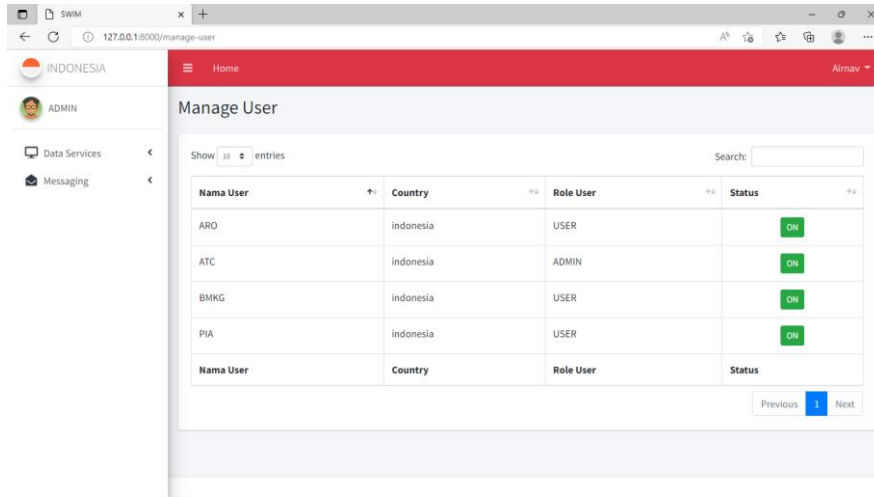 SWIM
127.0.0.1:8000/manage-user
INDONESIA
Home
Airnav
ADMIN
Manage User
Data Services
Messaging
Show 10 entries
Search:
Nama User Country Role User Status
ARO indonesia USER ON
ATC indonesia ADMIN ON
BMKG indonesia USER ON
PIA indonesia USER ON
Nama User Country Role User Status
Previous 1 Next